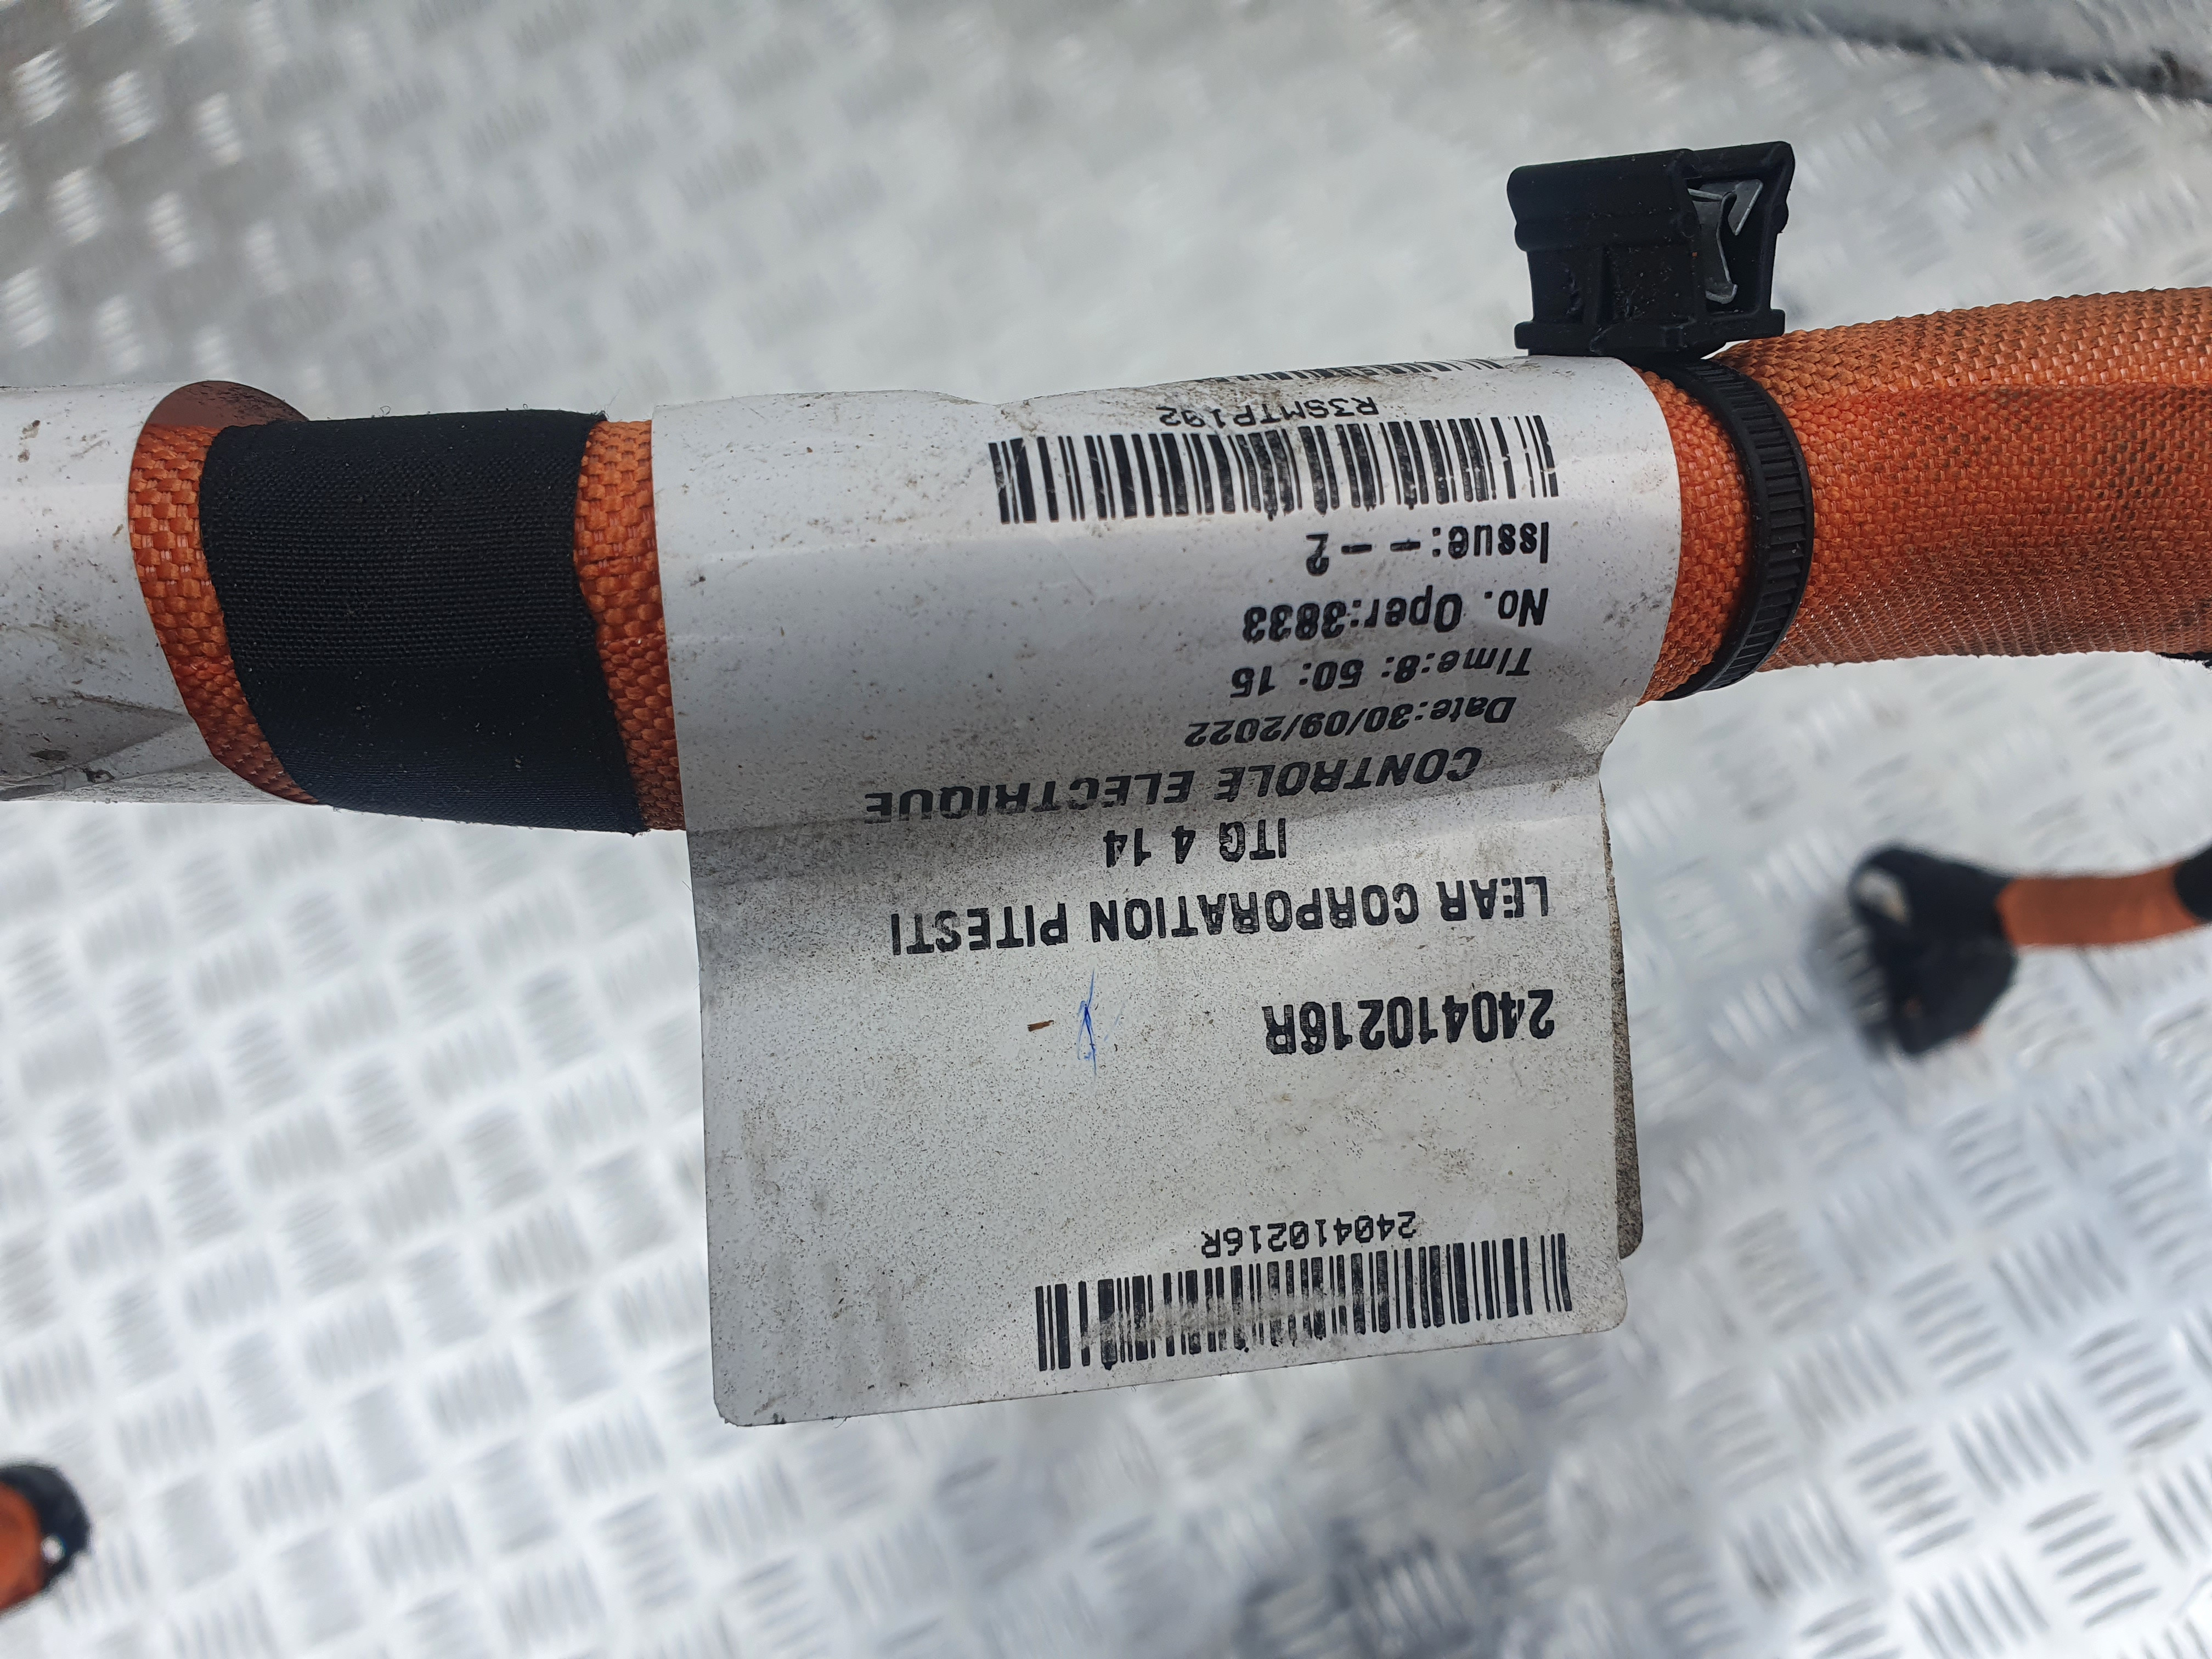 240410216R
240410216R
LEAR CORPORATION PITESTI
ITG 4 14
CONTROLE ELECTRIQUE
Date:30/09/2022
Time:8: 50: 15
No. Oper:3833
Issue:--2
R3SMTP192